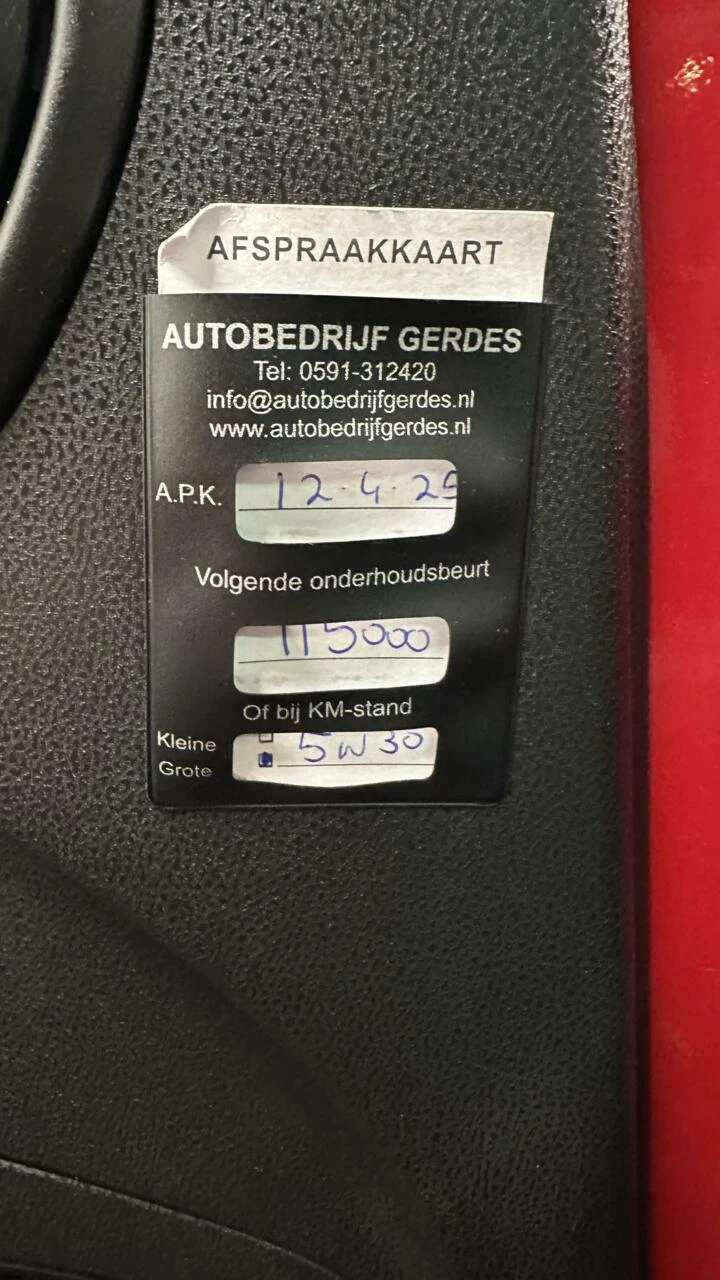 AFSPRAAKKAART
AUTOBEDRIJF GERDES
Tel: 0591-312420
info@autobedrijfgerdes.nl
www.autobedrijfgerdes.nl
A.P.K. 12-4-25
Volgende onderhoudsbeurt
115000
Of bij KM-stand
Kleine 5W30
Grote